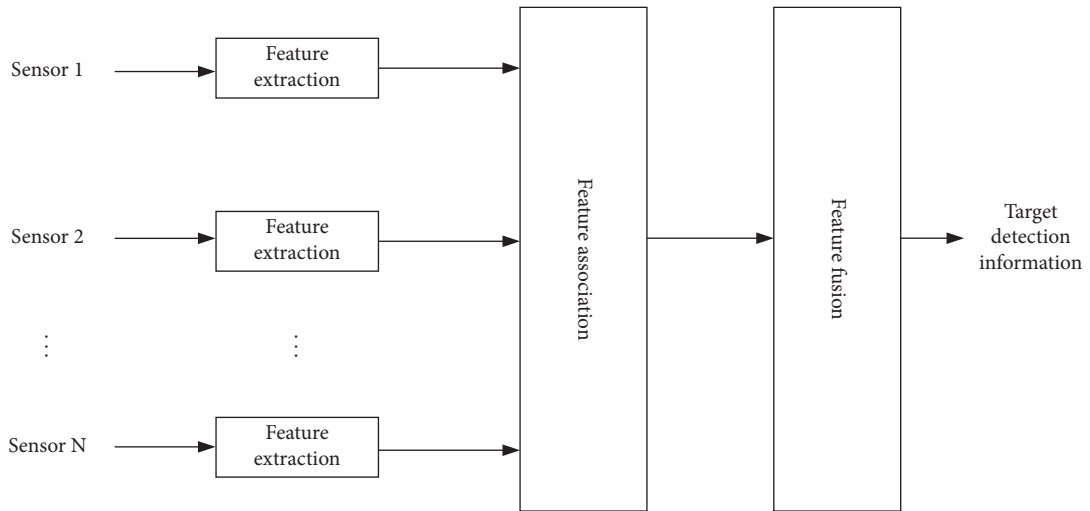 Sensor 1
Feature
extraction
Sensor 2
Feature
extraction
⋮
⋮
Sensor N
Feature
extraction
Feature association
Feature fusion
Target
detection
information